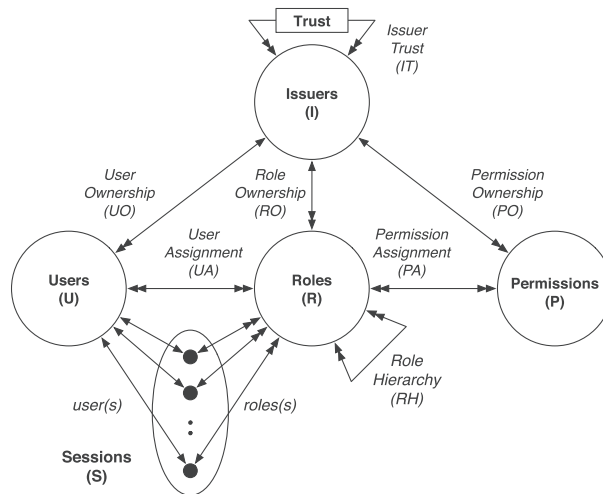 Trust
Issuer
Trust
(IT)
Issuers
(I)
User
Ownership
(UO)
Role
Ownership
(RO)
Permission
Ownership
(PO)
User
Assignment
(UA)
Permission
Assignment
(PA)
Users
(U)
Roles
(R)
Permissions
(P)
Role
Hierarchy
(RH)
user(s)
roles(s)
Sessions
(S)